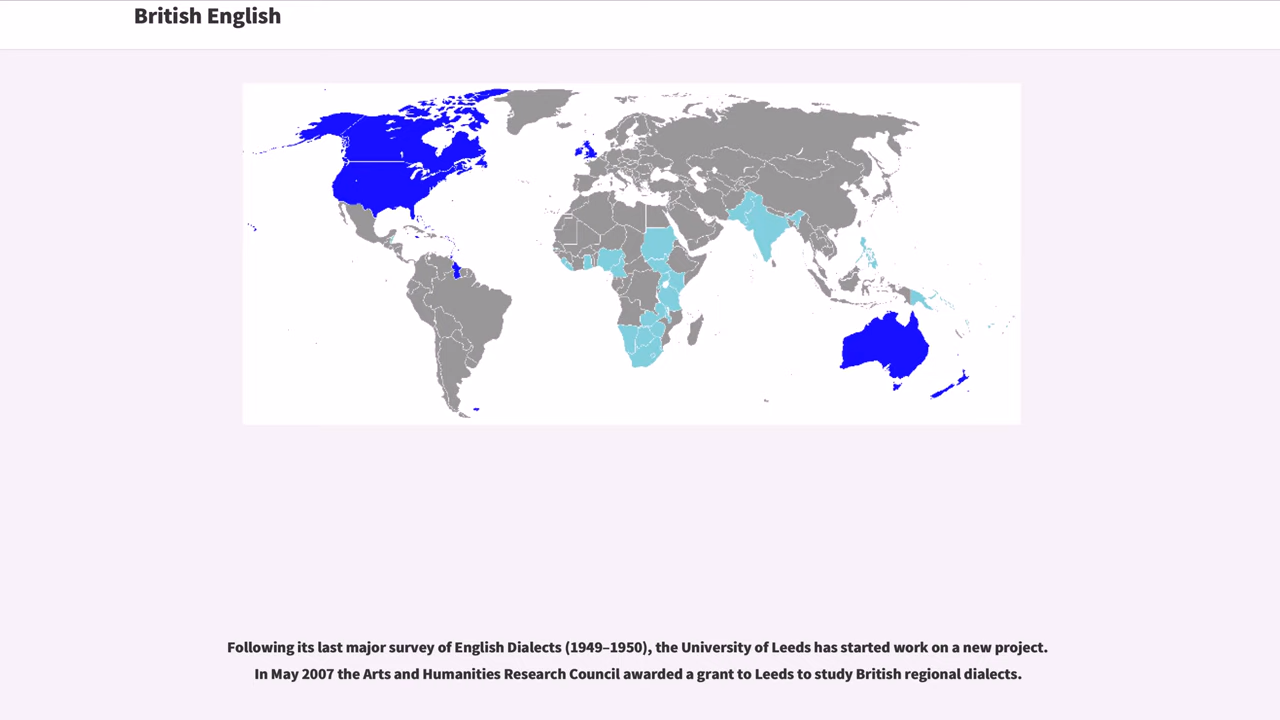 British English
Following its last major survey of English Dialects (1949–1950), the University of Leeds has started work on a new project.
In May 2007 the Arts and Humanities Research Council awarded a grant to Leeds to study British regional dialects.